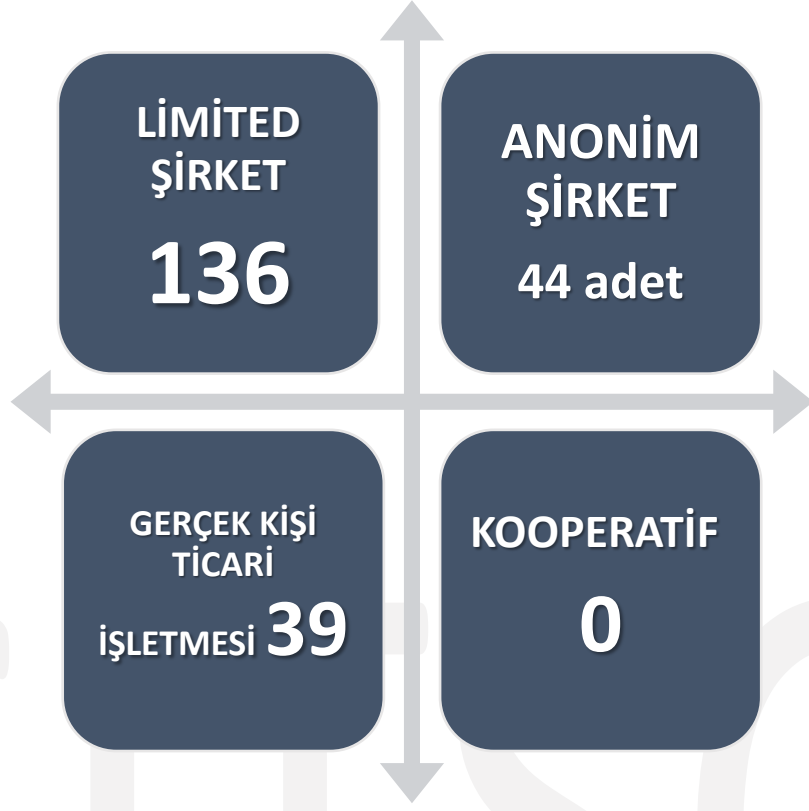 LİMİTED
ŞİRKET
136
ANONİM
ŞİRKET
44 adet
GERÇEK KİŞİ
TİCARİ
İŞLETMESİ 39
KOOPERATİF
0